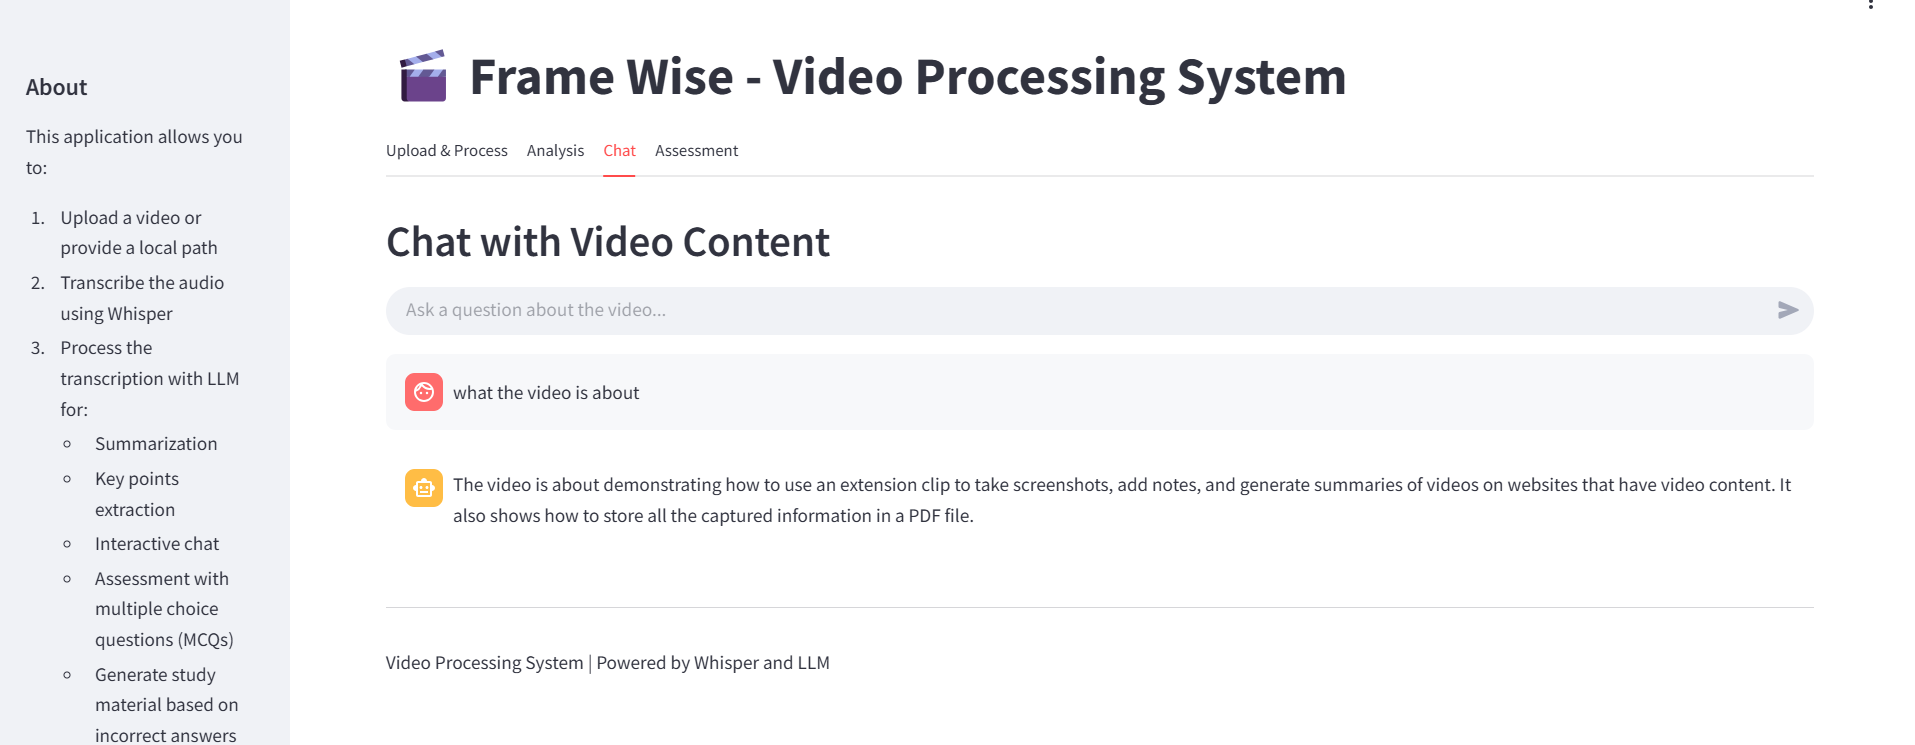 About
This application allows you
to:
1. Upload a video or
provide a local path
2. Transcribe the audio
using Whisper
3. Process the
transcription with LLM
for:
Summarization
Key points
extraction
Interactive chat
Assessment with
multiple choice
questions (MCQs)
Generate study
material based on
incorrect answers
Frame Wise - Video Processing System
Upload & Process Analysis Chat Assessment
Chat with Video Content
Ask a question about the video...
what the video is about
The video is about demonstrating how to use an extension clip to take screenshots, add notes, and generate summaries of videos on websites that have video content. It
also shows how to store all the captured information in a PDF file.
Video Processing System | Powered by Whisper and LLM